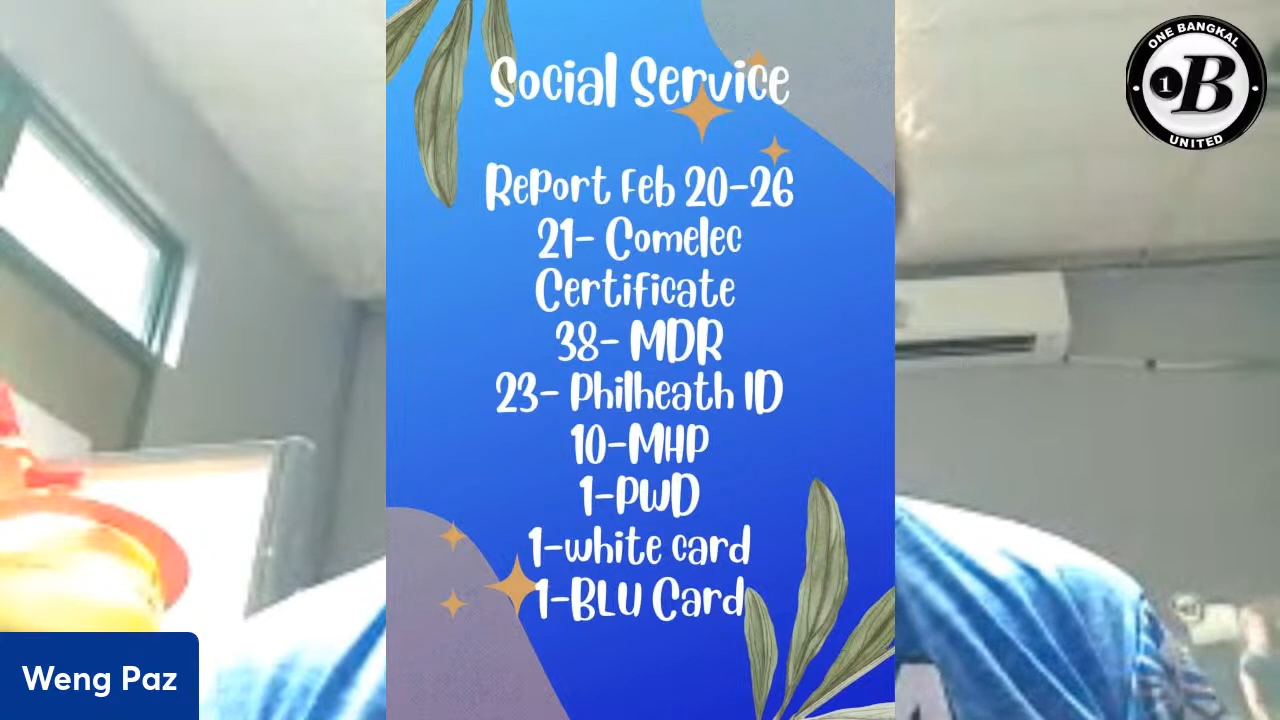 Social Service
Report Feb 20-26
21- Comelec
Certificate
38- MDR
23- Philheath ID
10-MHP
1-PWD
1-white card
1-BLU Card
ONE BANGKAL
1B
UNITED
Weng Paz